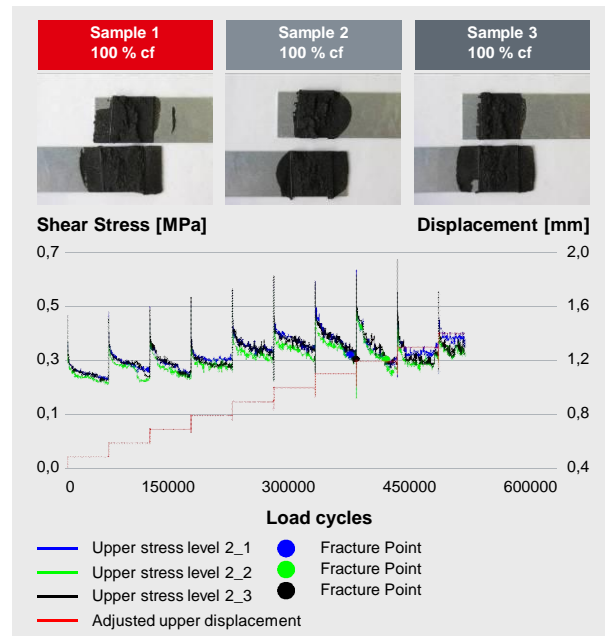 Sample 1
100 % cf
Sample 2
100 % cf
Sample 3
100 % cf
Shear Stress [MPa]
Displacement [mm]
0,7
0,5
0,3
0,1
0,0
2,0
1,6
1,2
0,8
0,4
0
150000
300000
450000
600000
Load cycles
Upper stress level 2_1
Fracture Point
Upper stress level 2_2
Fracture Point
Upper stress level 2_3
Fracture Point
Adjusted upper displacement